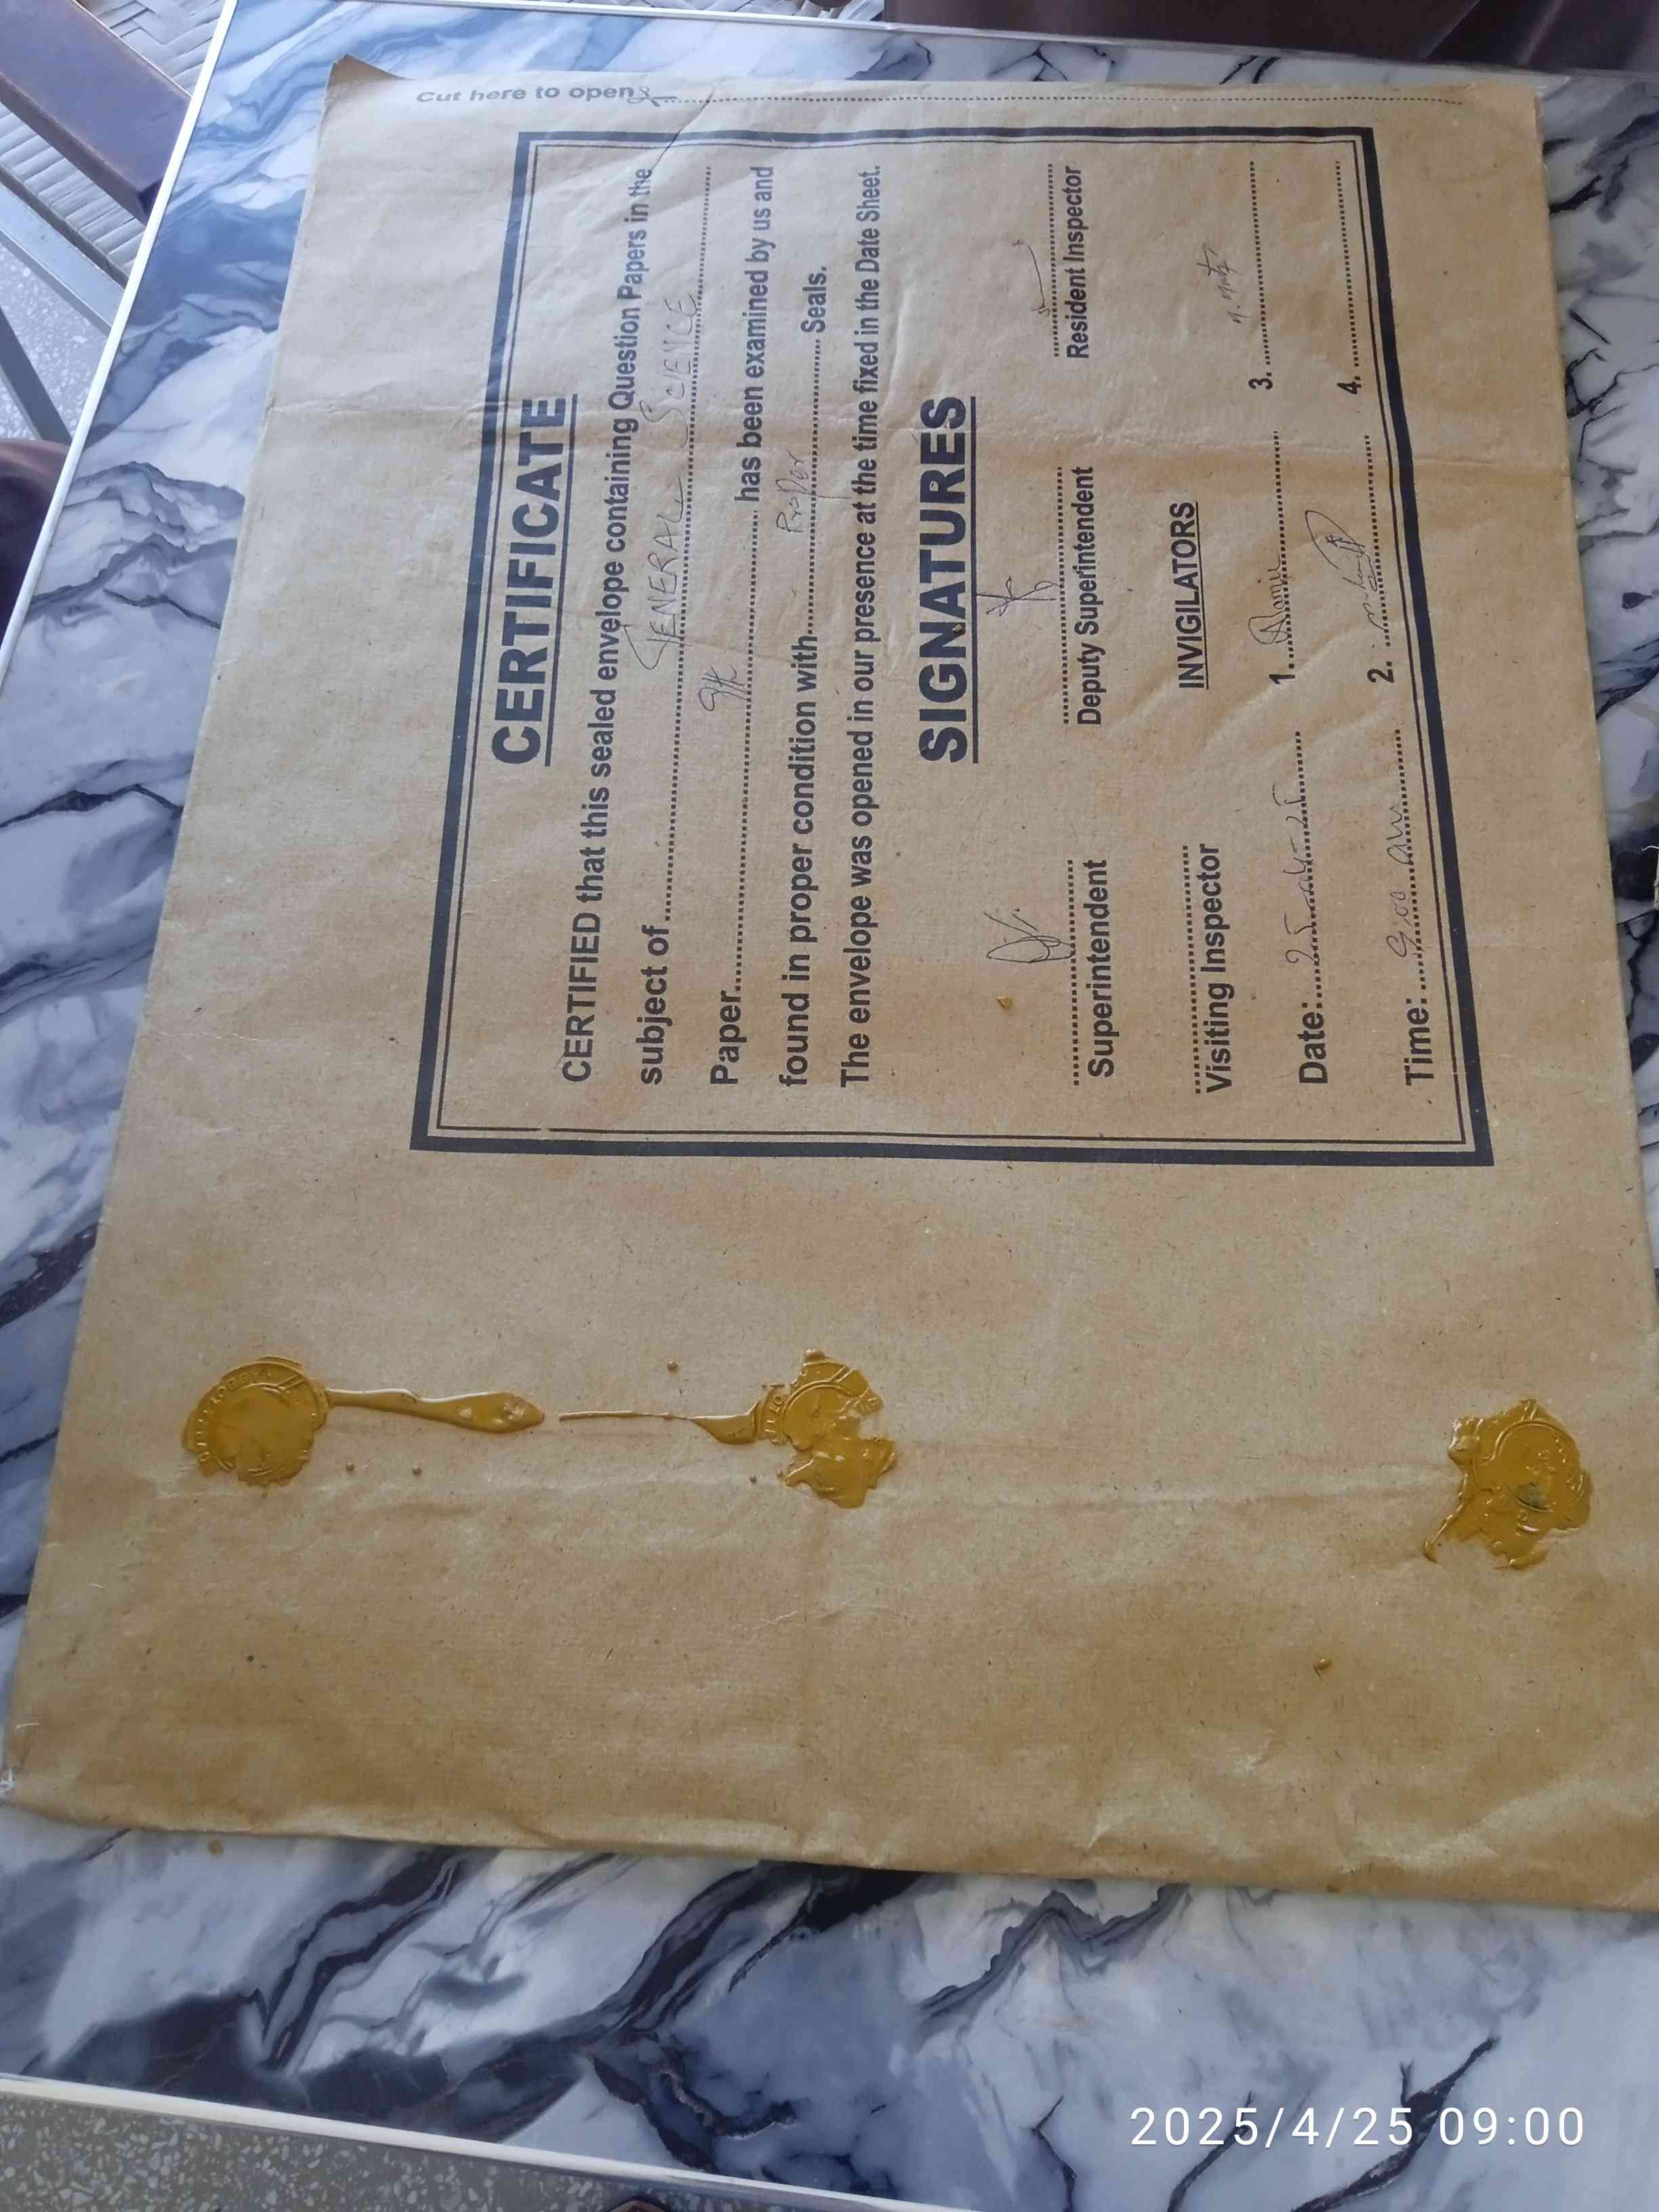 Cut here to open
CERTIFICATE
CERTIFIED that this sealed envelope containing Question Papers in the
subject of GENERAL SCIENCE
Paper 9th has been examined by us and
found in proper condition with Proper Seals.
The envelope was opened in our presence at the time fixed in the Date Sheet.
SIGNATURES
Superintendent Deputy Superintendent Resident Inspector
Visiting Inspector INVIGILATORS
Date: 25-04-25 1. 3.
Time: 9:00 am 2. 4.
2025/4/25 09:00